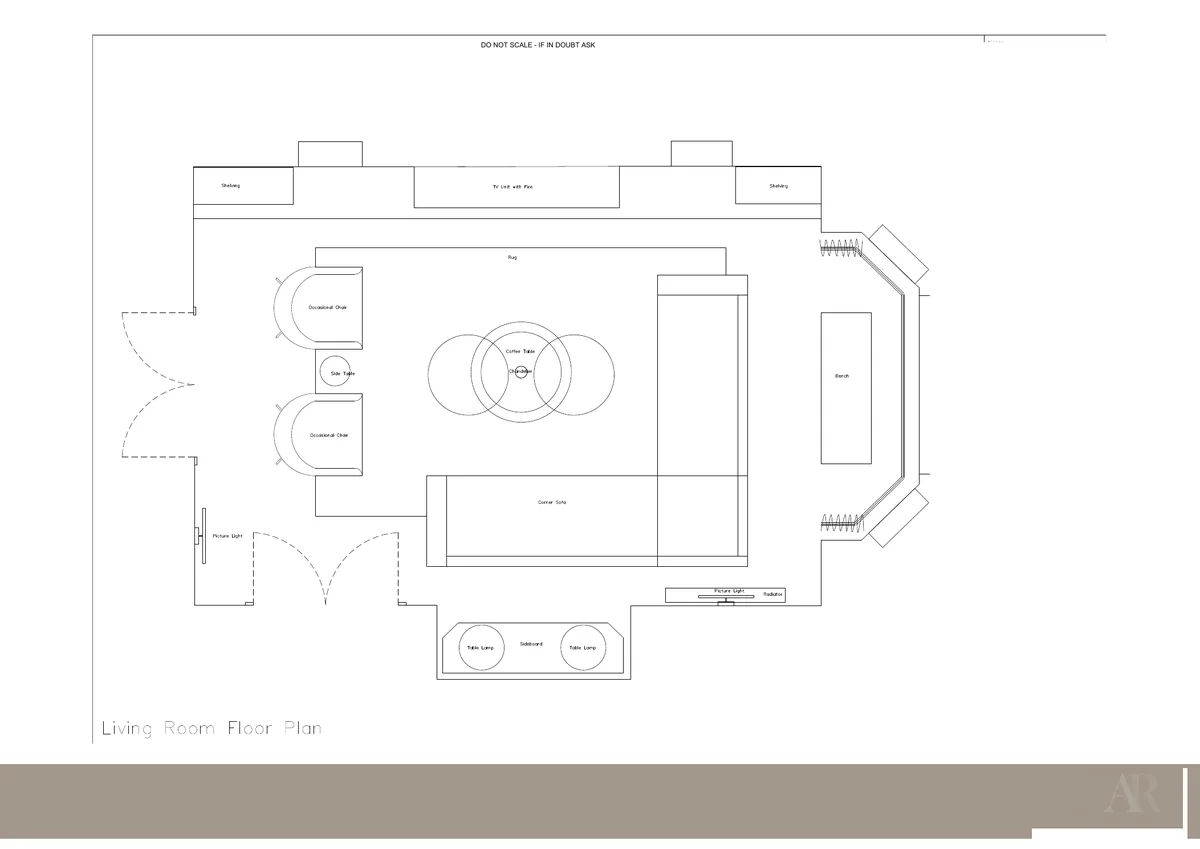 DO NOT SCALE - IF IN DOUBT ASK
Shelving
TV Unit with Fire
Shelving
Rug
Occasional Chair
Coffee Table
Side Table
Chandelier
Bench
Occasional Chair
Corner Sofa
Picture Light
Picture Light
Radiator
Table Lamp
Sideboard
Table Lamp
Living Room Floor Plan
AR